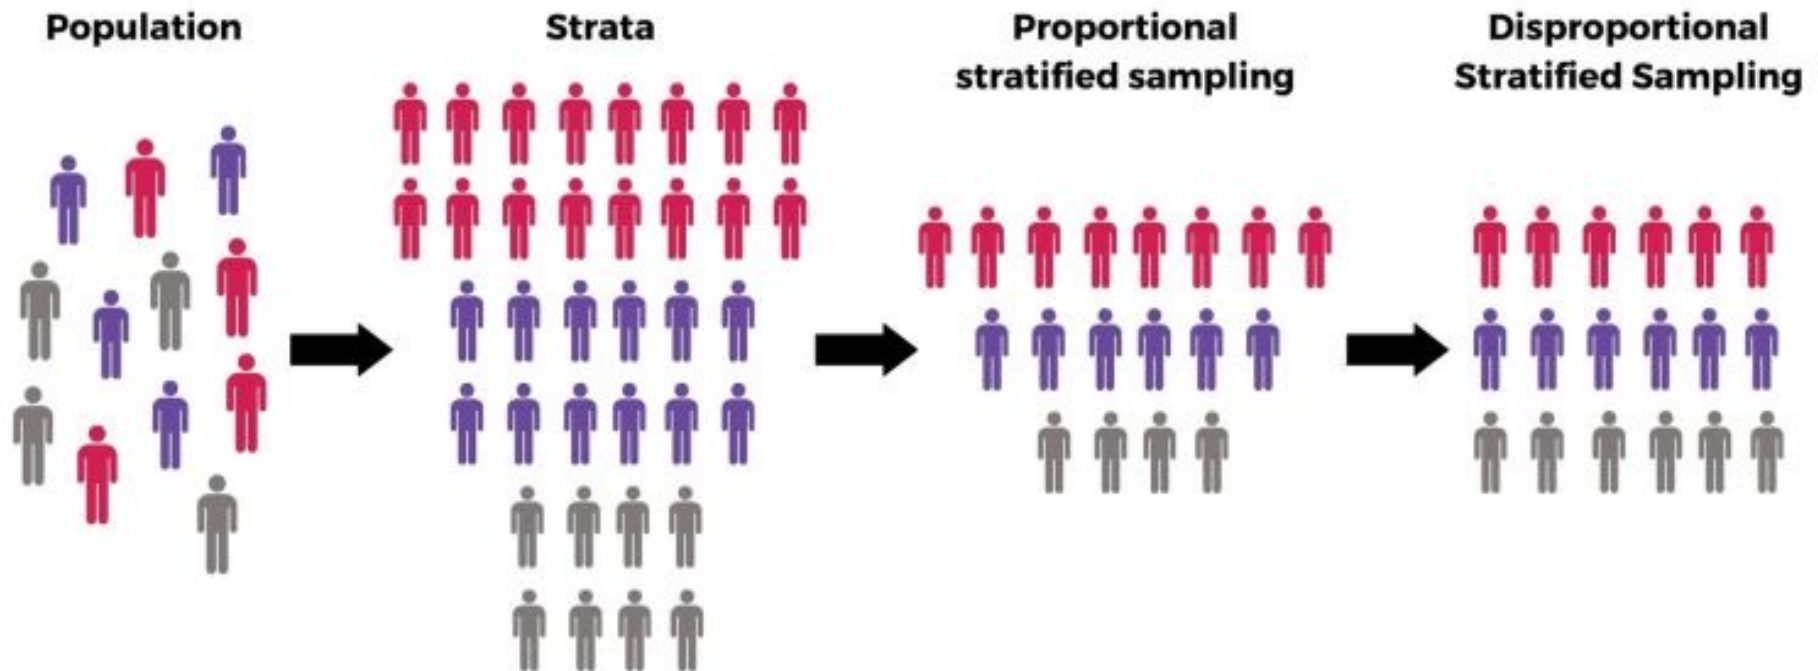 Population
Strata
Proportional
stratified sampling
Disproportional
Stratified Sampling